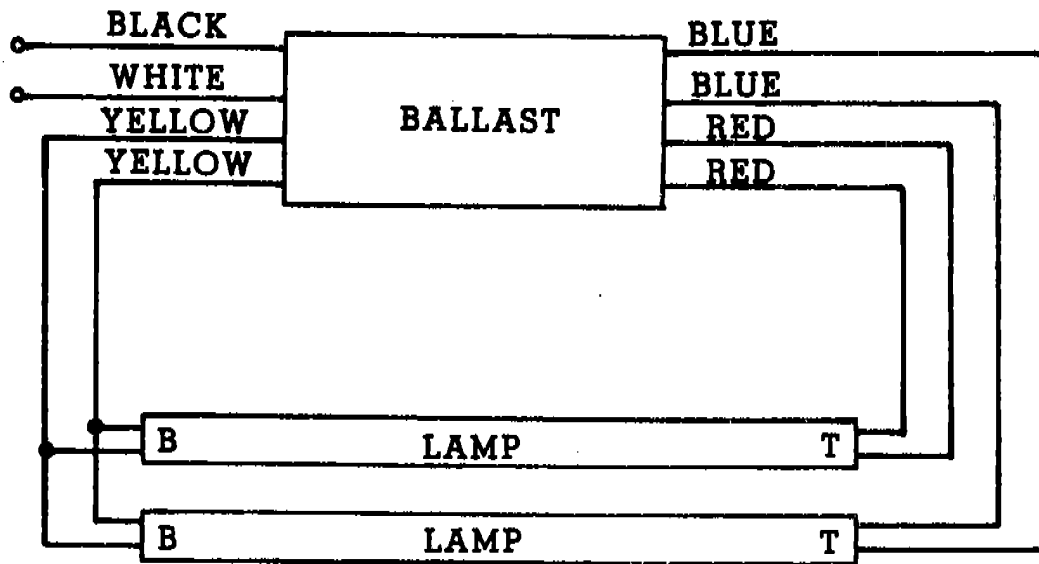 BLACK
WHITE
YELLOW
YELLOW
BALLAST
BLUE
BLUE
RED
RED
B LAMP T
B LAMP T